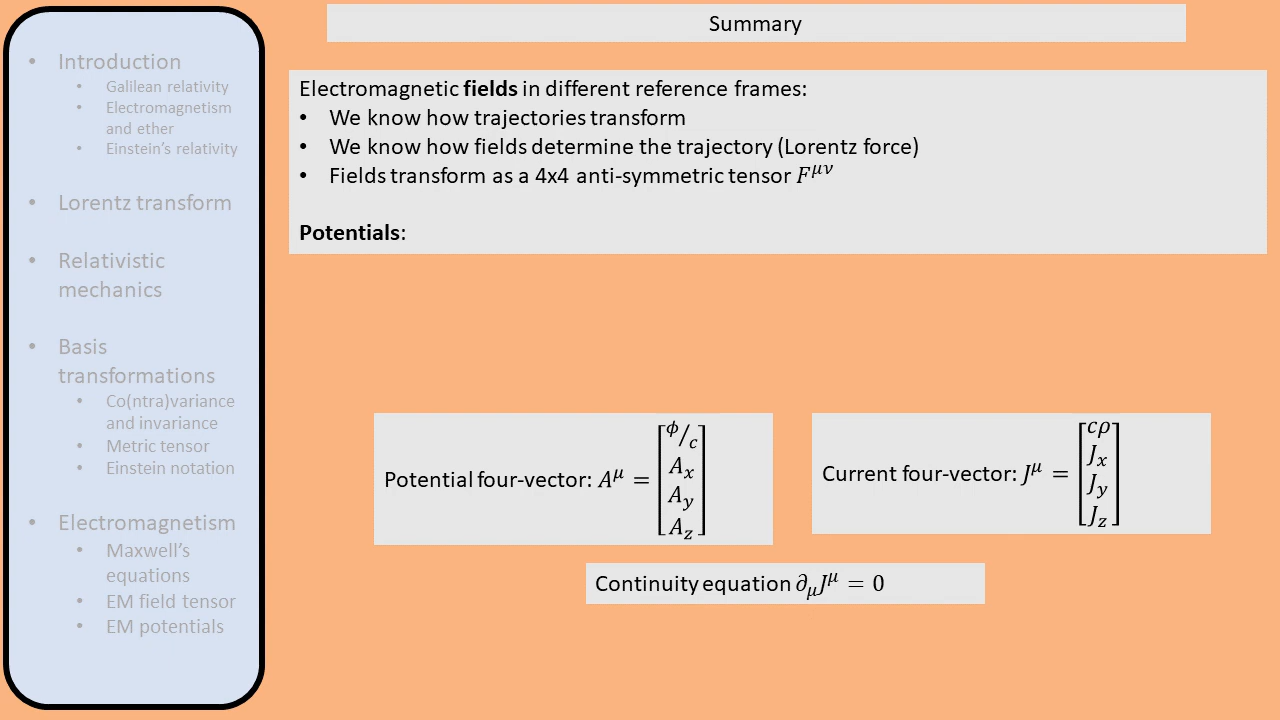 Summary
• Introduction
• Galilean relativity
• Electromagnetism
and ether
• Einstein's relativity
• Lorentz transform
• Relativistic
mechanics
• Basis
transformations
• Co(ntra)variance
and invariance
• Metric tensor
• Einstein notation
• Electromagnetism
• Maxwell's
equations
• EM field tensor
• EM potentials
Electromagnetic fields in different reference frames:
• We know how trajectories transform
• We know how fields determine the trajectory (Lorentz force)
• Fields transform as a 4x4 anti-symmetric tensor F^{μν}
Potentials:
Potential four-vector: A^μ = [ϕ/c A_x A_y A_z]
Current four-vector: J^μ = [cρ J_x J_y J_z]
Continuity equation ∂_μJ^μ = 0